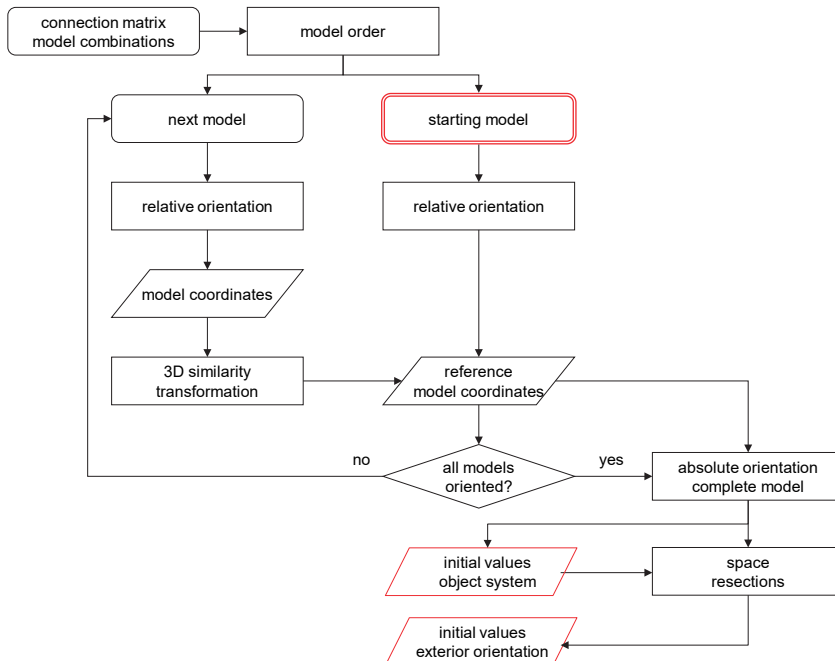 connection matrix
model combinations
model order
next model
starting model
relative orientation
relative orientation
model coordinates
3D similarity
transformation
reference
model coordinates
no
all models
oriented?
yes
absolute orientation
complete model
initial values
object system
space
resections
initial values
exterior orientation